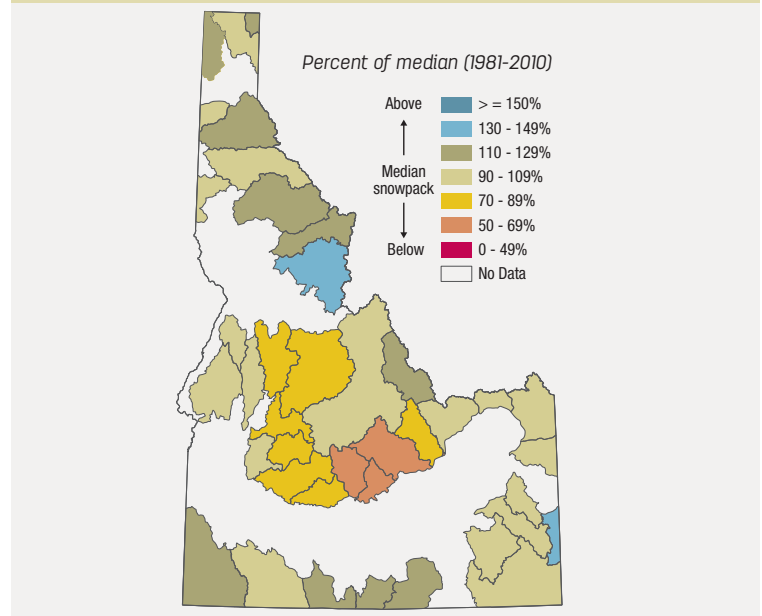 Percent of median (1981-2010)
Above
> = 150%
130 - 149%
110 - 129%
Median
snowpack
90 - 109%
70 - 89%
50 - 69%
Below
0 - 49%
No Data